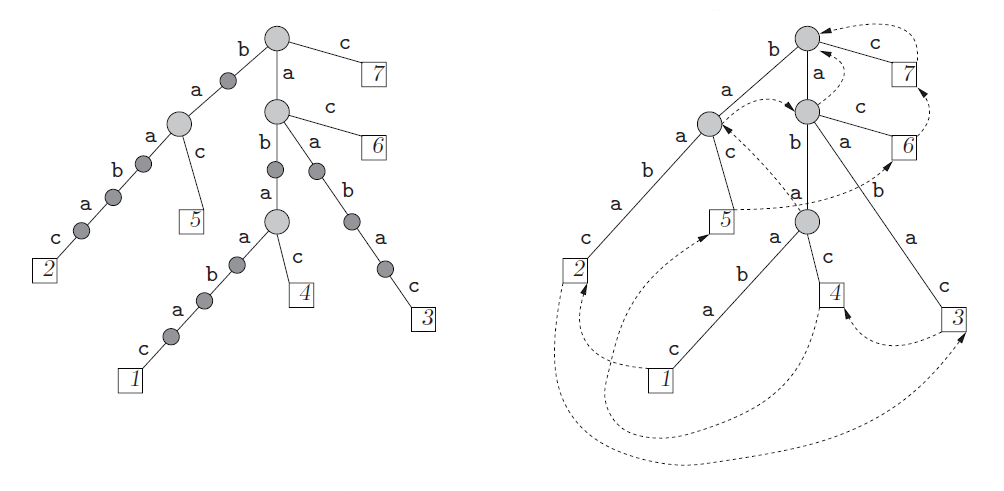 b c b c
a 7 a 7
a a
c c
a b a 6 a b a 6
c c
b b b b
a a a a
5 5
a a
c b c a c b c a
2 4 c 2 4 c
a 3 a 3
c c
1 1